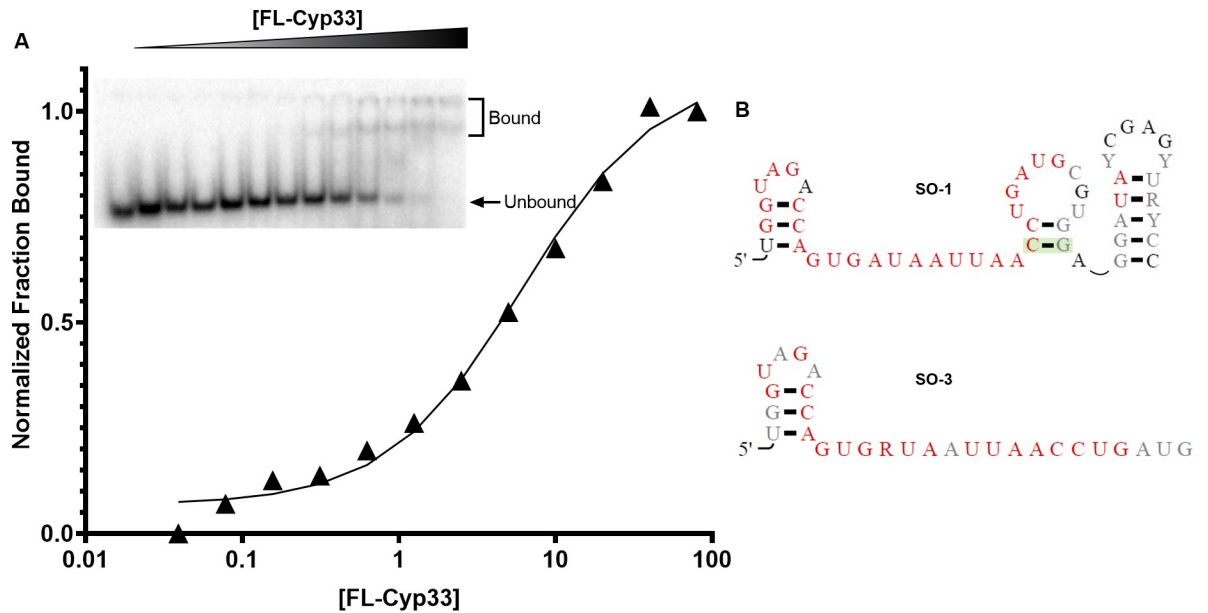 [FL-Cyp33]
A
Normalized Fraction Bound
1.0
0.5
0.0
Bound
Unbound
0.01
0.1
1
10
100
[FL-Cyp33]
B
SO-1
5'
U G G U A G A C C A G U G A U A A U U A A C C U G A U G C G U G G A G G A U A Y C G A G Y U R Y C C
SO-3
5'
U G G U A G A C C A G U G R U A A U U A A C C U G A U G